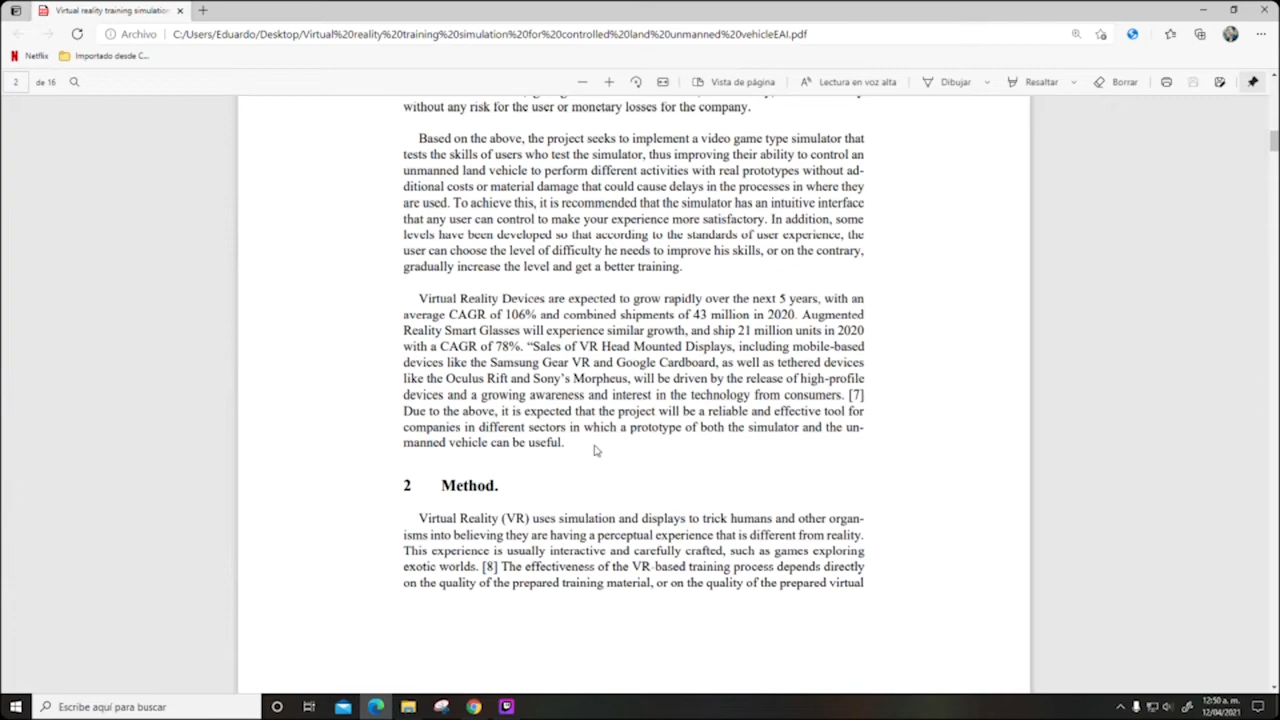 Virtual reality training simulation
Archivo C:/Users/Eduardo/Desktop/Virtual%20reality%20training%20simulation%20for%20controlled%20land%20unmanned%20vehicleEAI.pdf
Netflix Importado desde C...
2 de 16 Vista de página Lectura en voz alta Dibujar Resaltar Borrar
without any risk for the user or monetary losses for the company.
Based on the above, the project seeks to implement a video game type simulator that
tests the skills of users who test the simulator, thus improving their ability to control an
unmanned land vehicle to perform different activities with real prototypes without ad-
ditional costs or material damage that could cause delays in the processes in where they
are used. To achieve this, it is recommended that the simulator has an intuitive interface
that any user can control to make your experience more satisfactory. In addition, some
levels have been developed so that according to the standards of user experience, the
user can choose the level of difficulty he needs to improve his skills, or on the contrary,
gradually increase the level and get a better training.
Virtual Reality Devices are expected to grow rapidly over the next 5 years, with an
average CAGR of 106% and combined shipments of 43 million in 2020. Augmented
Reality Smart Glasses will experience similar growth, and ship 21 million units in 2020
with a CAGR of 78%. “Sales of VR Head Mounted Displays, including mobile-based
devices like the Samsung Gear VR and Google Cardboard, as well as tethered devices
like the Oculus Rift and Sony’s Morpheus, will be driven by the release of high-profile
devices and a growing awareness and interest in the technology from consumers. [7]
Due to the above, it is expected that the project will be a reliable and effective tool for
companies in different sectors in which a prototype of both the simulator and the un-
manned vehicle can be useful.
2 Method.
Virtual Reality (VR) uses simulation and displays to trick humans and other organ-
isms into believing they are having a perceptual experience that is different from reality.
This experience is usually interactive and carefully crafted, such as games exploring
exotic worlds. [8] The effectiveness of the VR-based training process depends directly
on the quality of the prepared training material, or on the quality of the prepared virtual
Escribe aquí para buscar
12:50 a. m.
12/04/2021